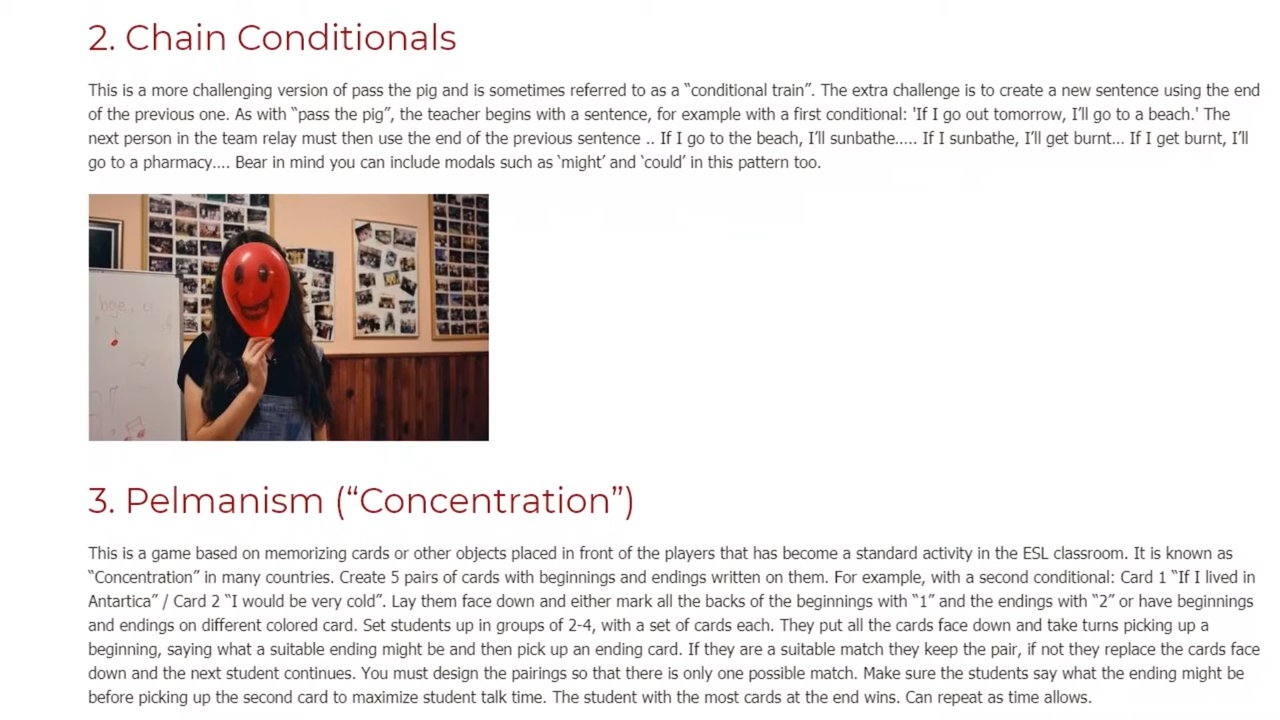 2. Chain Conditionals
This is a more challenging version of pass the pig and is sometimes referred to as a “conditional train”. The extra challenge is to create a new sentence using the end
of the previous one. As with “pass the pig”, the teacher begins with a sentence, for example with a first conditional: 'If I go out tomorrow, I’ll go to a beach.' The
next person in the team relay must then use the end of the previous sentence .. If I go to the beach, I’ll sunbathe..... If I sunbathe, I’ll get burnt... If I get burnt, I’ll
go to a pharmacy.... Bear in mind you can include modals such as ‘might’ and ‘could’ in this pattern too.
3. Pelmanism (“Concentration”)
This is a game based on memorizing cards or other objects placed in front of the players that has become a standard activity in the ESL classroom. It is known as
“Concentration” in many countries. Create 5 pairs of cards with beginnings and endings written on them. For example, with a second conditional: Card 1 “If I lived in
Antartica” / Card 2 “I would be very cold”. Lay them face down and either mark all the backs of the beginnings with “1” and the endings with “2” or have beginnings
and endings on different colored card. Set students up in groups of 2-4, with a set of cards each. They put all the cards face down and take turns picking up a
beginning, saying what a suitable ending might be and then pick up an ending card. If they are a suitable match they keep the pair, if not they replace the cards face
down and the next student continues. You must design the pairings so that there is only one possible match. Make sure the students say what the ending might be
before picking up the second card to maximize student talk time. The student with the most cards at the end wins. Can repeat as time allows.